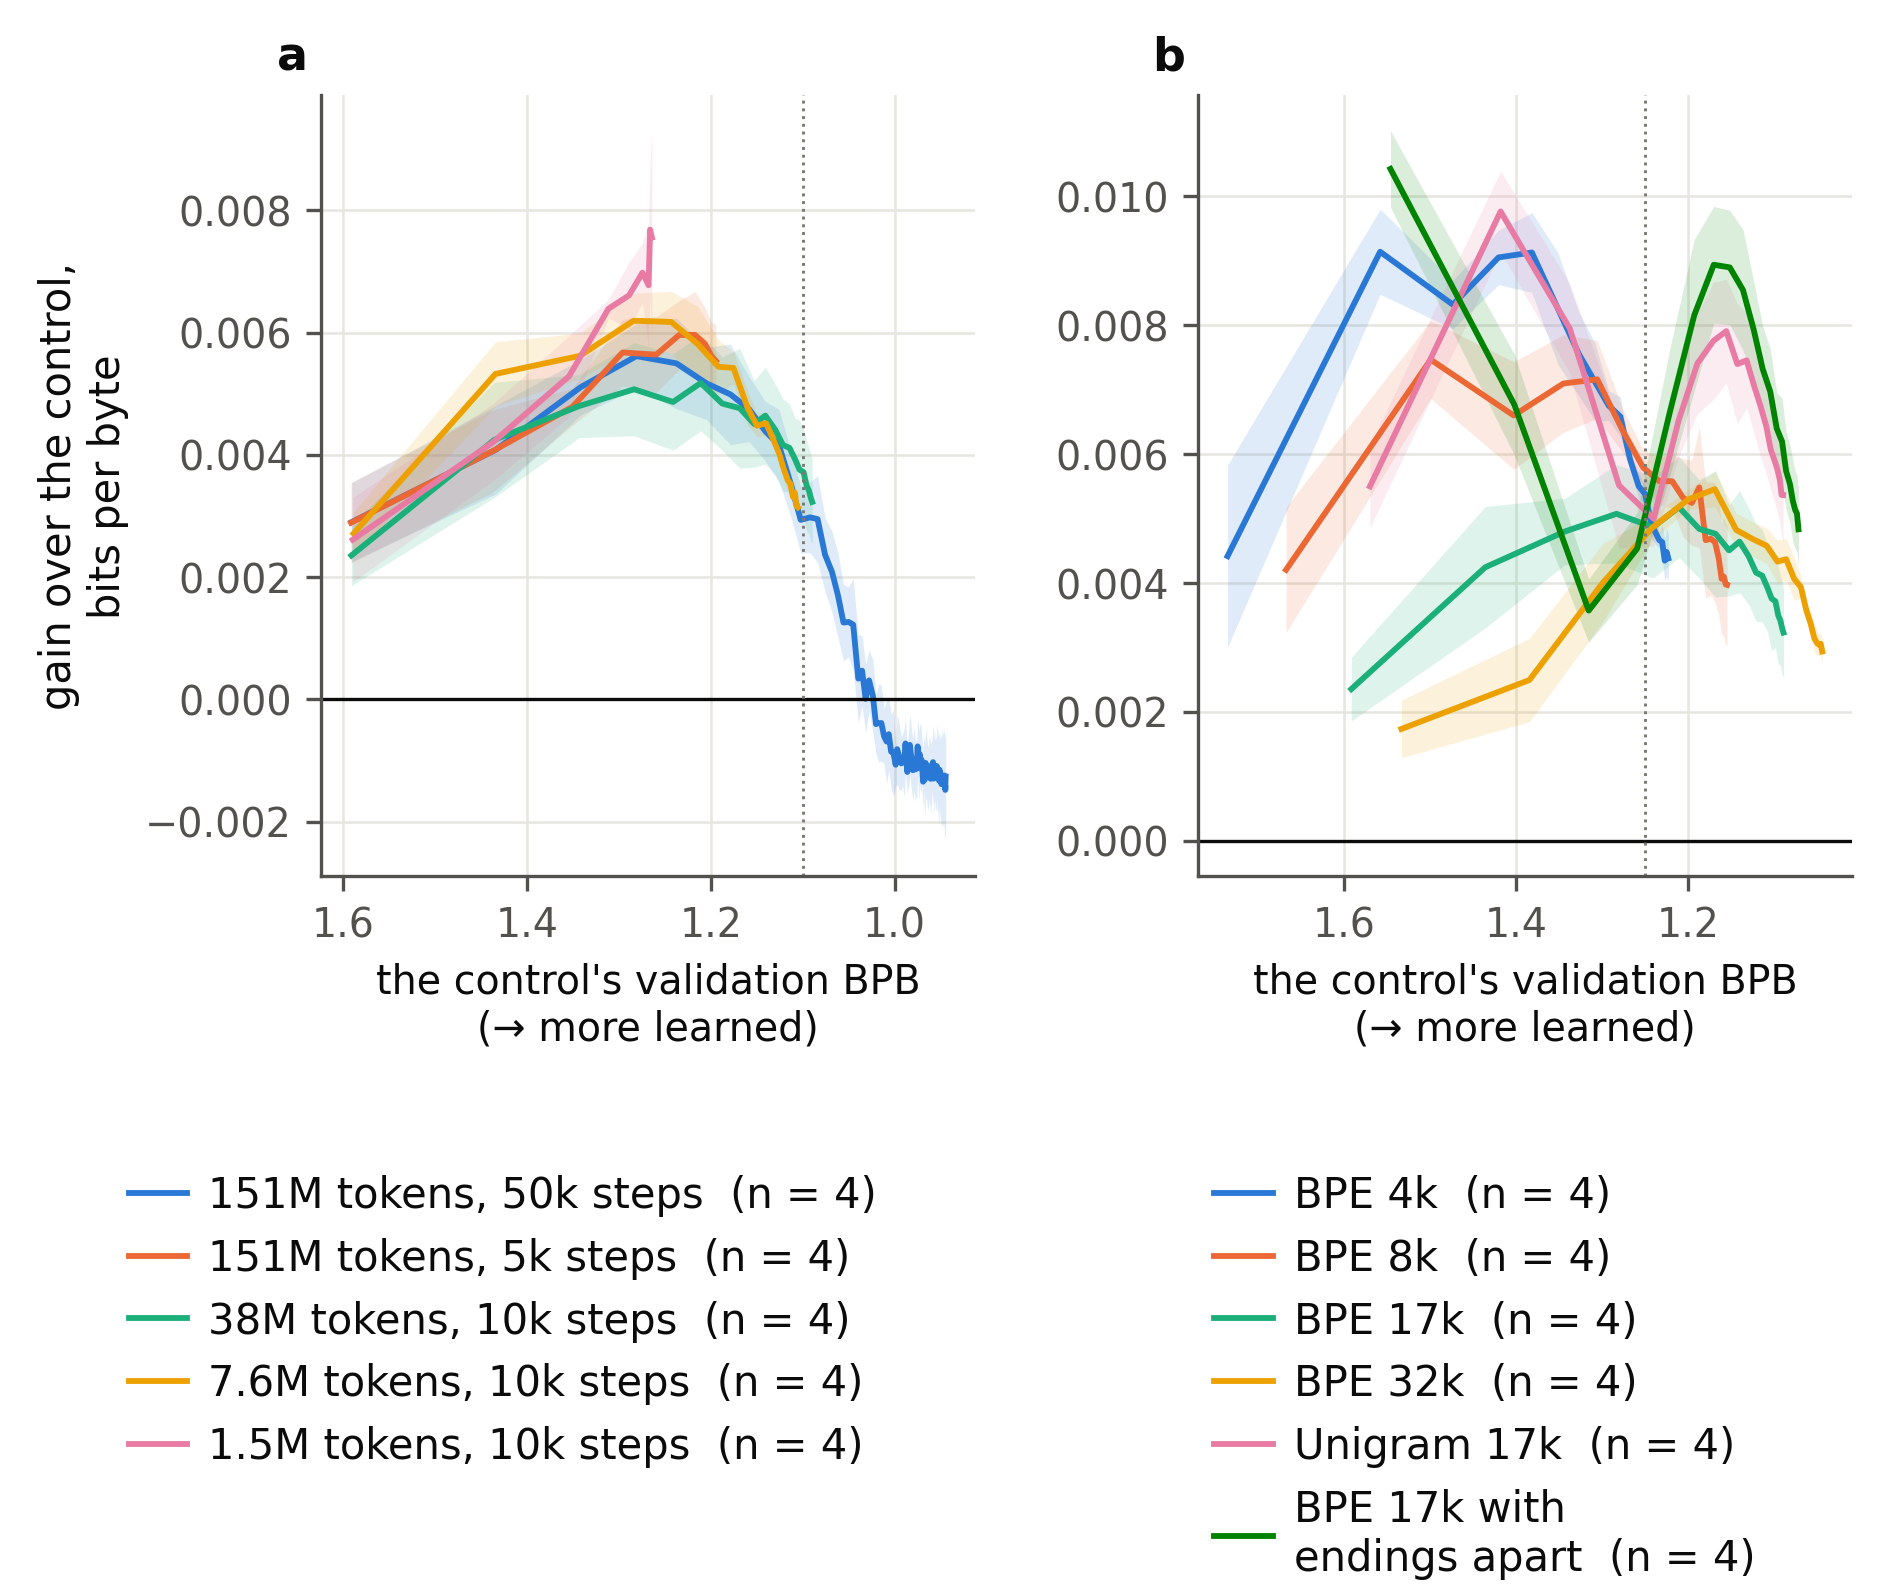 a
b
gain over the control,
bits per byte
0.008
0.006
0.004
0.002
0.000
−0.002
1.6
1.4
1.2
1.0
the control's validation BPB
(→ more learned)
0.010
0.008
0.006
0.004
0.002
0.000
1.6
1.4
1.2
the control's validation BPB
(→ more learned)
151M tokens, 50k steps (n = 4)
151M tokens, 5k steps (n = 4)
38M tokens, 10k steps (n = 4)
7.6M tokens, 10k steps (n = 4)
1.5M tokens, 10k steps (n = 4)
BPE 4k (n = 4)
BPE 8k (n = 4)
BPE 17k (n = 4)
BPE 32k (n = 4)
Unigram 17k (n = 4)
BPE 17k with
endings apart (n = 4)